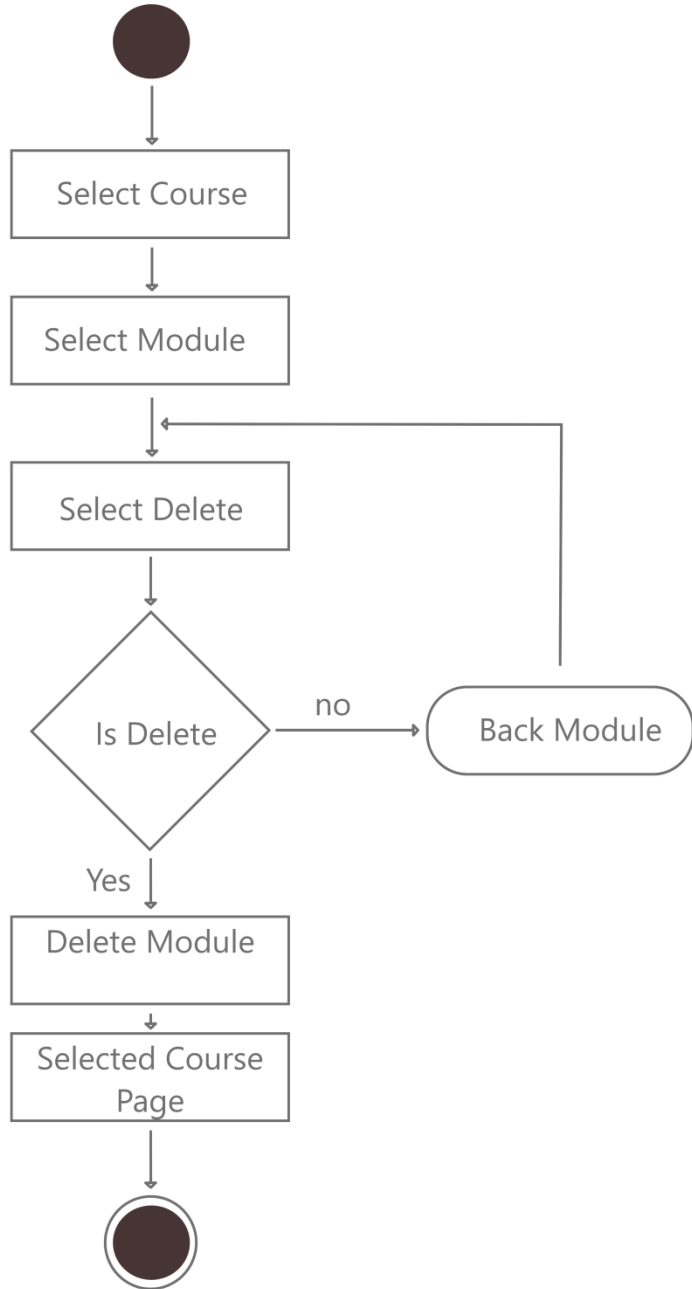 Select Course
Select Module
Select Delete
Is Delete
no
Back Module
Yes
Delete Module
Selected Course
Page